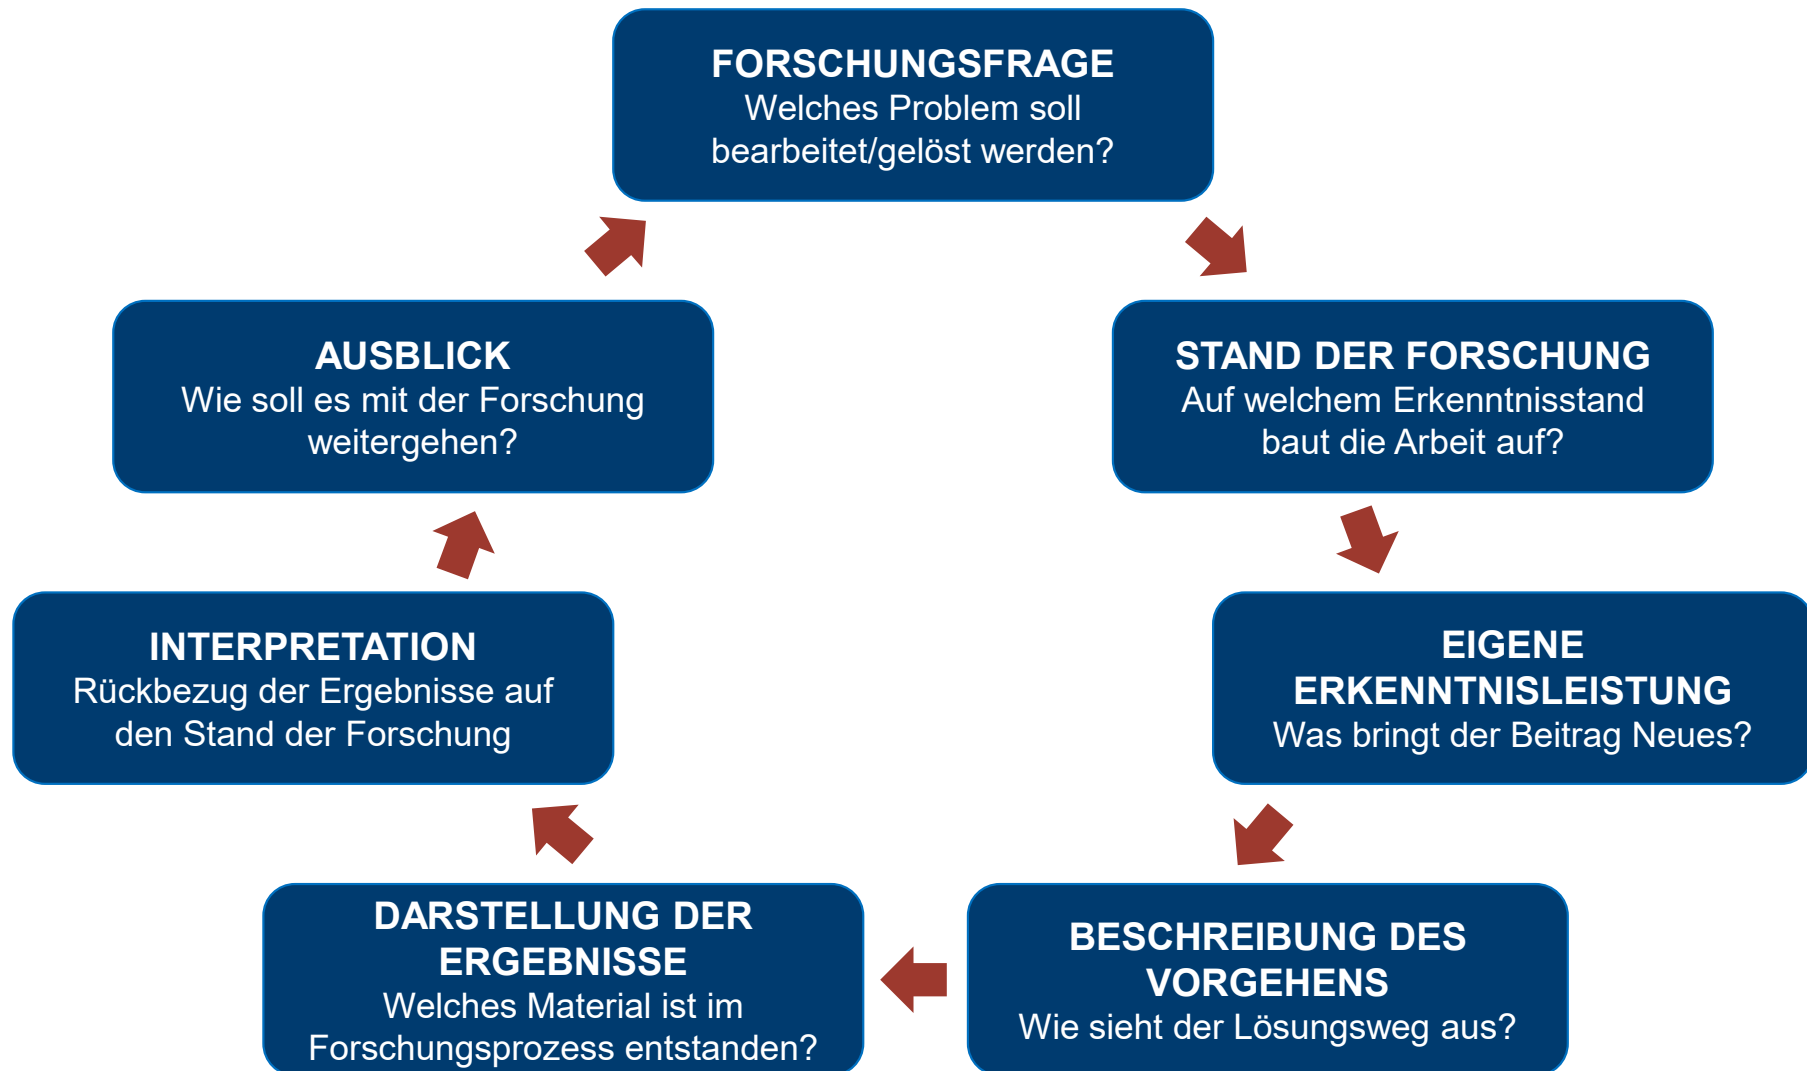 FORSCHUNGSFRAGE
Welches Problem soll
bearbeitet/gelöst werden?
STAND DER FORSCHUNG
Auf welchem Erkenntnisstand
baut die Arbeit auf?
EIGENE
ERKENNTNISLEISTUNG
Was bringt der Beitrag Neues?
BESCHREIBUNG DES
VORGEHENS
Wie sieht der Lösungsweg aus?
DARSTELLUNG DER
ERGEBNISSE
Welches Material ist im
Forschungsprozess entstanden?
INTERPRETATION
Rückbezug der Ergebnisse auf
den Stand der Forschung
AUSBLICK
Wie soll es mit der Forschung
weitergehen?